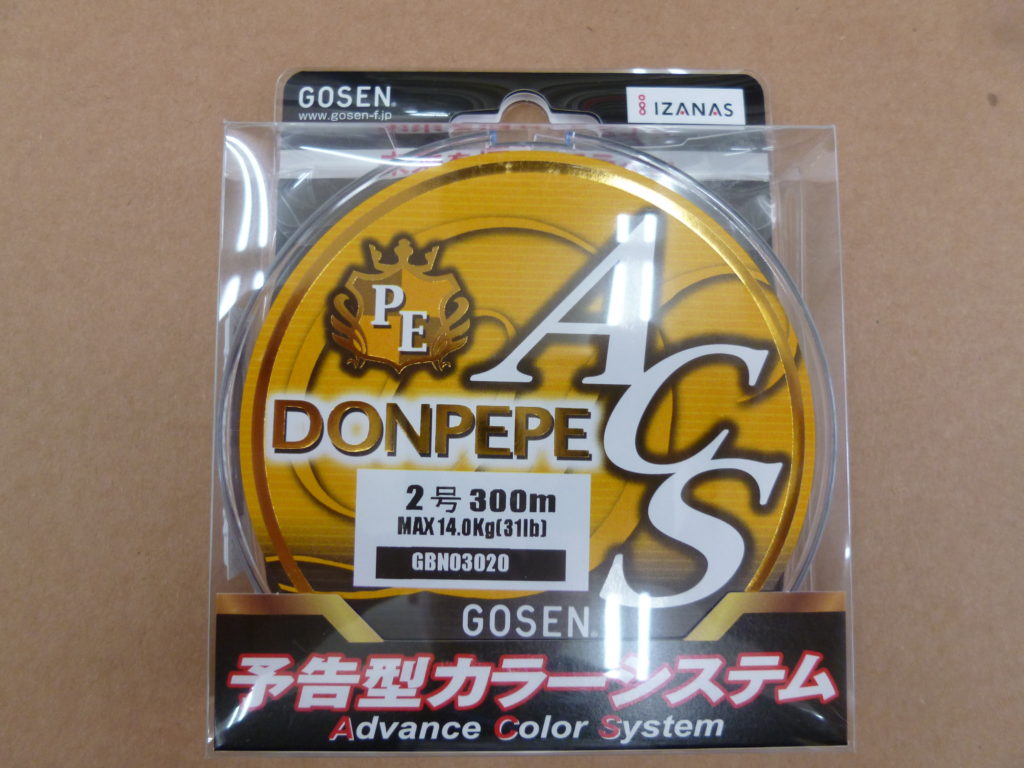 GOSEN®
www.gosen-f.jp
IZANAS
PE
DONPEPE
ACS
2号 300m
MAX 14.0Kg(31lb)
GBN03020
GOSEN®
予告型カラーシステム
Advance Color System